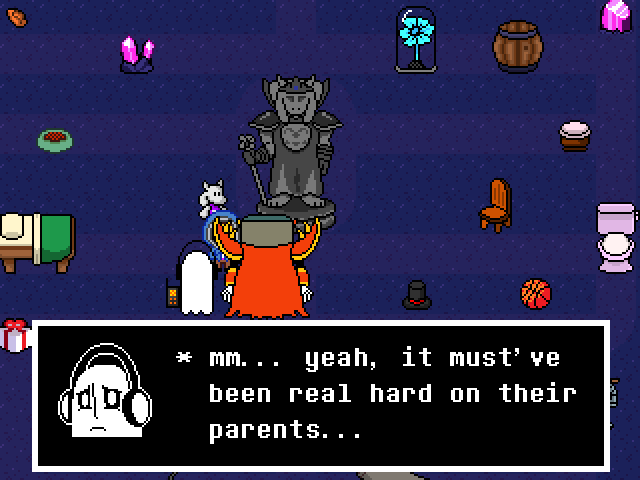 * mm... yeah, it must've
been real hard on their
parents...